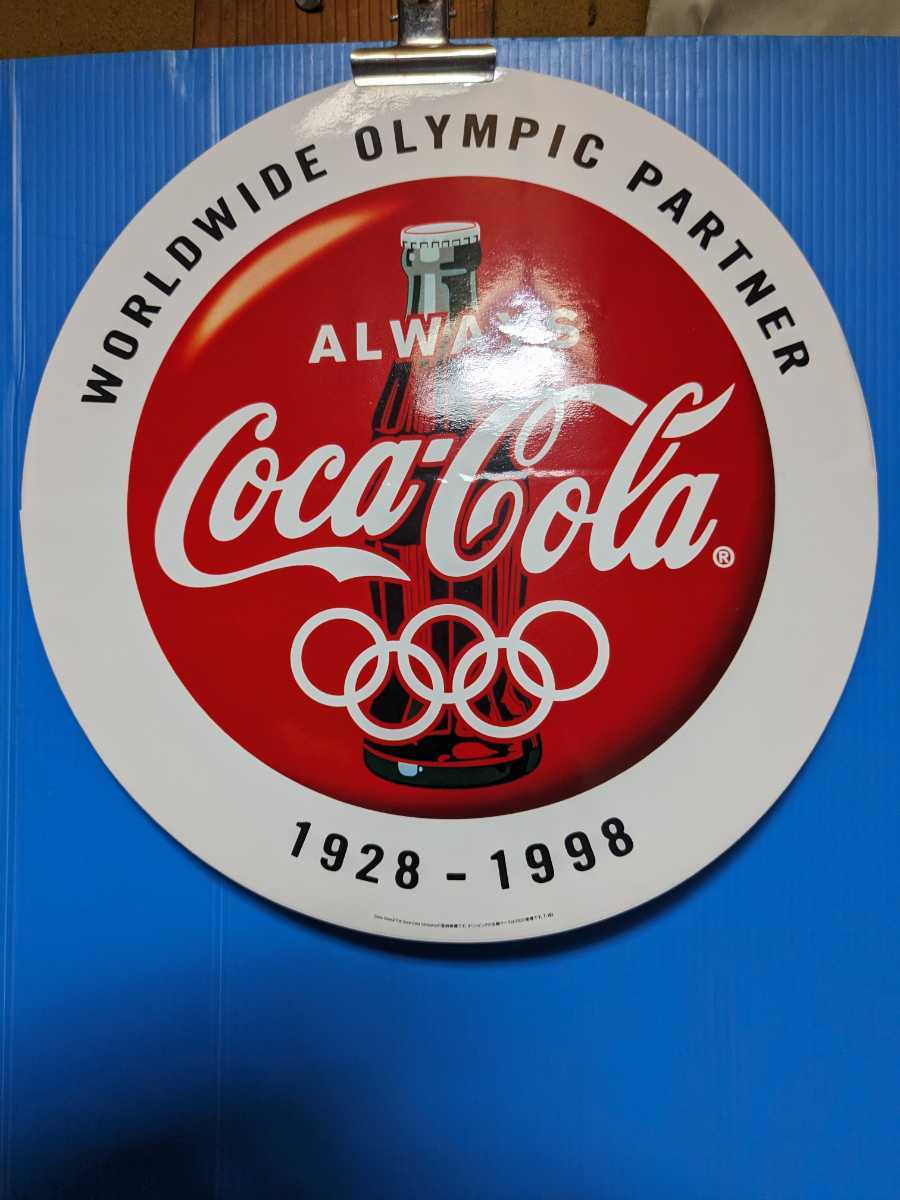 WORLDWIDE OLYMPIC PARTNER
ALWAYS
Coca-Cola®
1928 - 1998